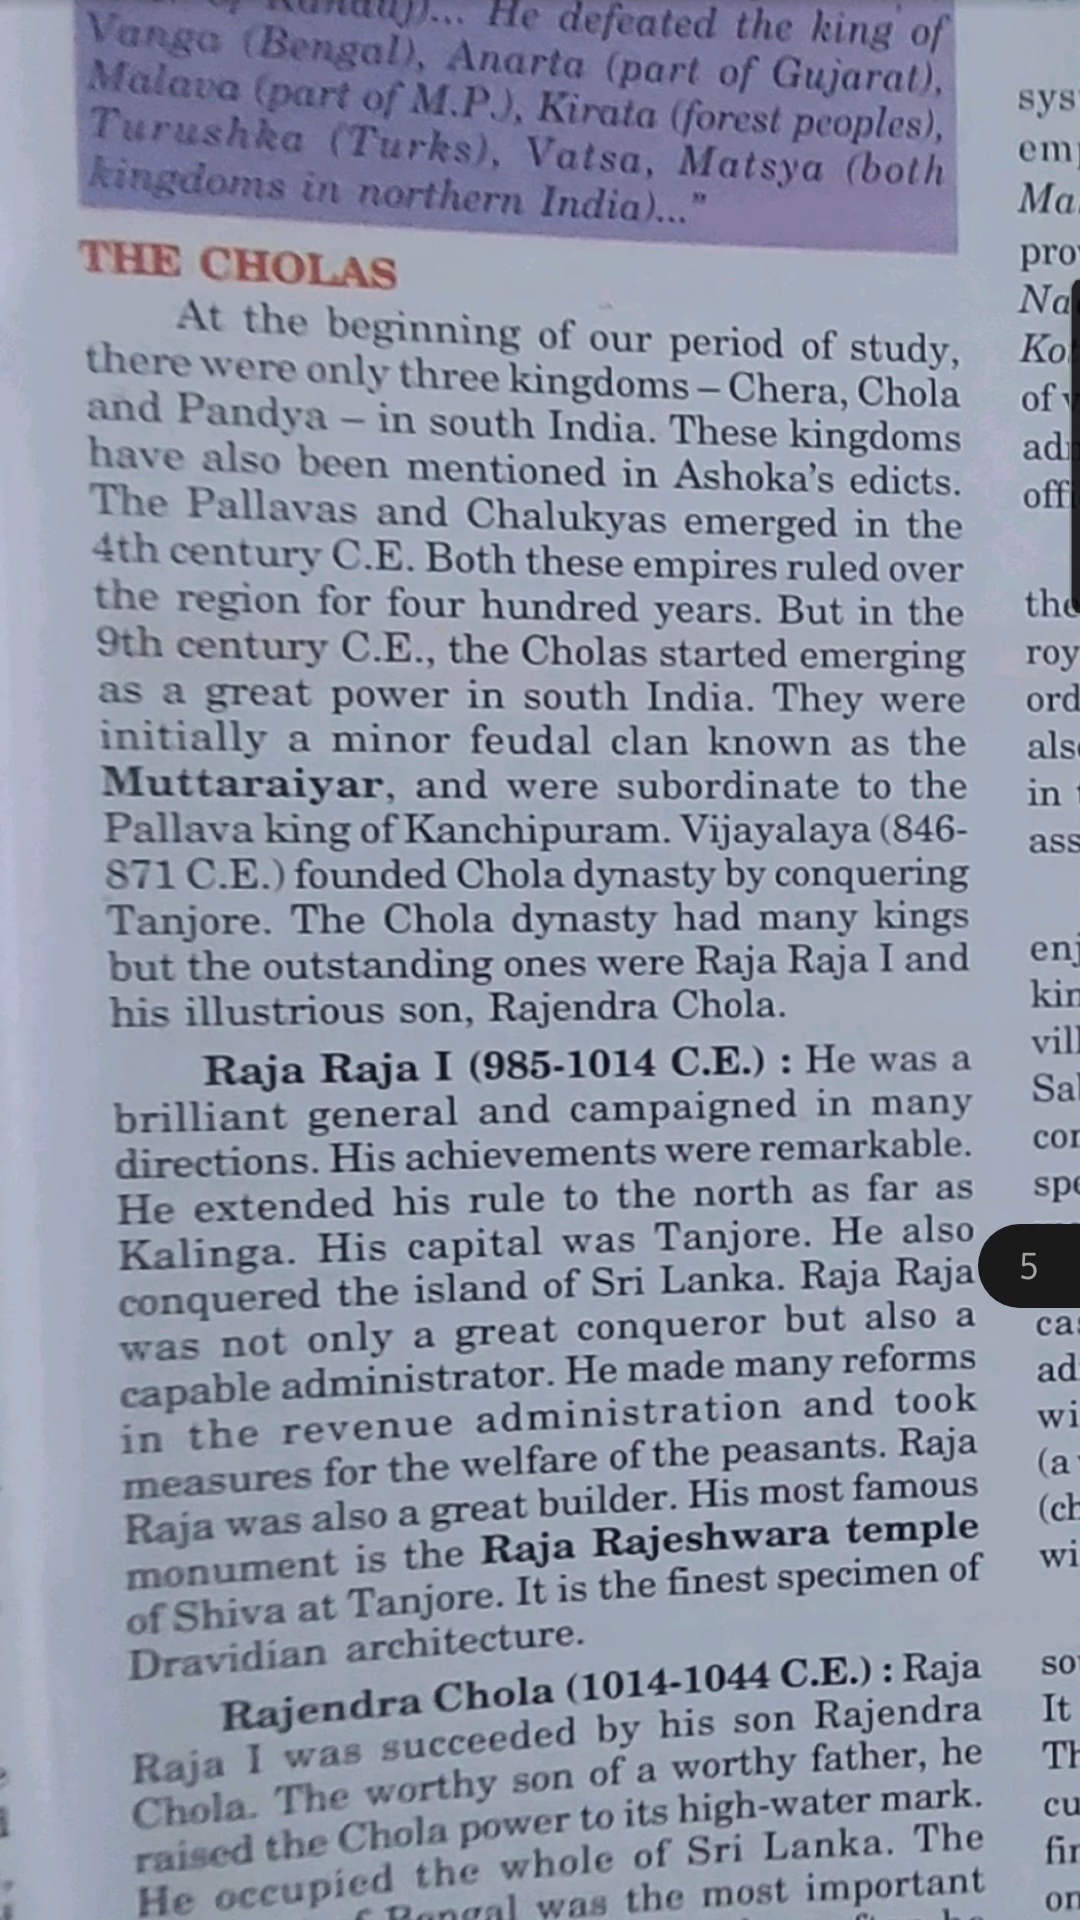 He defeated the king of
Vanga (Bengal), Anarta (part of Gujarat),
Malava (part of M.P.), Kirata (forest peoples),
Turushka (Turks), Vatsa, Matsya (both
kingdoms in northern India)..."
THE CHOLAS
At the beginning of our period of study,
there were only three kingdoms – Chera, Chola
and Pandya – in south India. These kingdoms
have also been mentioned in Ashoka's edicts.
The Pallavas and Chalukyas emerged in the
4th century C.E. Both these empires ruled over
the region for four hundred years. But in the
9th century C.E., the Cholas started emerging
as a great power in south India. They were
initially a minor feudal clan known as the
Muttaraiyar, and were subordinate to the
Pallava king of Kanchipuram. Vijayalaya (846-
871 C.E.) founded Chola dynasty by conquering
Tanjore. The Chola dynasty had many kings
but the outstanding ones were Raja Raja I and
his illustrious son, Rajendra Chola.
Raja Raja I (985-1014 C.E.) : He was a
brilliant general and campaigned in many
directions. His achievements were remarkable.
He extended his rule to the north as far as
Kalinga. His capital was Tanjore. He also
conquered the island of Sri Lanka. Raja Raja
was not only a great conqueror but also a
capable administrator. He made many reforms
in the revenue administration and took
measures for the welfare of the peasants. Raja
Raja was also a great builder. His most famous
monument is the Raja Rajeshwara temple
of Shiva at Tanjore. It is the finest specimen of
Dravidian architecture.
Rajendra Chola (1014-1044 C.E.) : Raja
Raja I was succeeded by his son Rajendra
Chola. The worthy son of a worthy father, he
raised the Chola power to its high-water mark.
He occupied the whole of Sri Lanka. The
Bengal was the most important
5